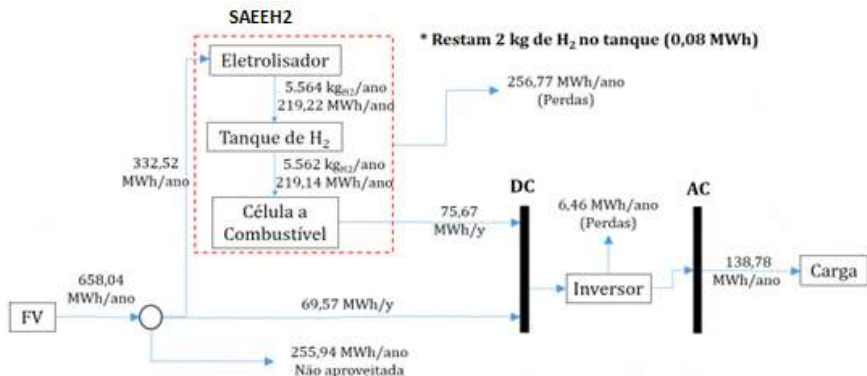 SAEEH2
* Restam 2 kg de H₂ no tanque (0,08 MWh)
Eletrolisador
5.564 kgH2/ano
219,22 MWh/ano
256,77 MWh/ano
(Perdas)
Tanque de H₂
332,52
MWh/ano
5.562 kgH2/ano
219,14 MWh/ano
DC
AC
Célula a
Combustível
75,67
MWh/y
6,46 MWh/ano
(Perdas)
658,04
MWh/ano
138,78
MWh/ano
Carga
Inversor
FV
69,57 MWh/y
255,94 MWh/ano
Não aproveitada